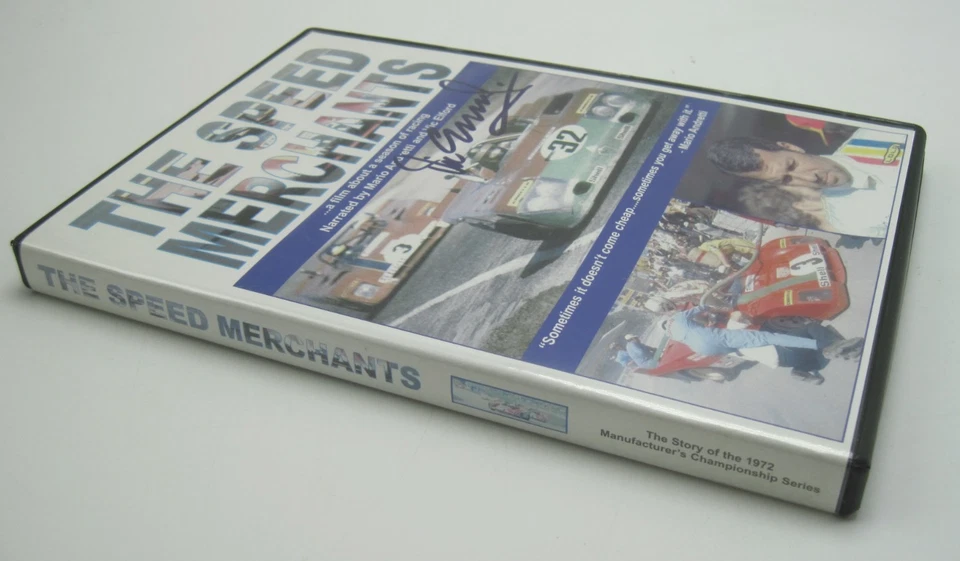 THE SPEED
MERCHANTS
...a film about a season of racing
Narrated by Mario Andretti and Vic Elford
3
32
"Sometimes it doesn't come cheap...sometimes you get away with it."
- Mario Andretti
1
THE SPEED MERCHANTS
The Story of the 1972
Manufacturer's Championship Series